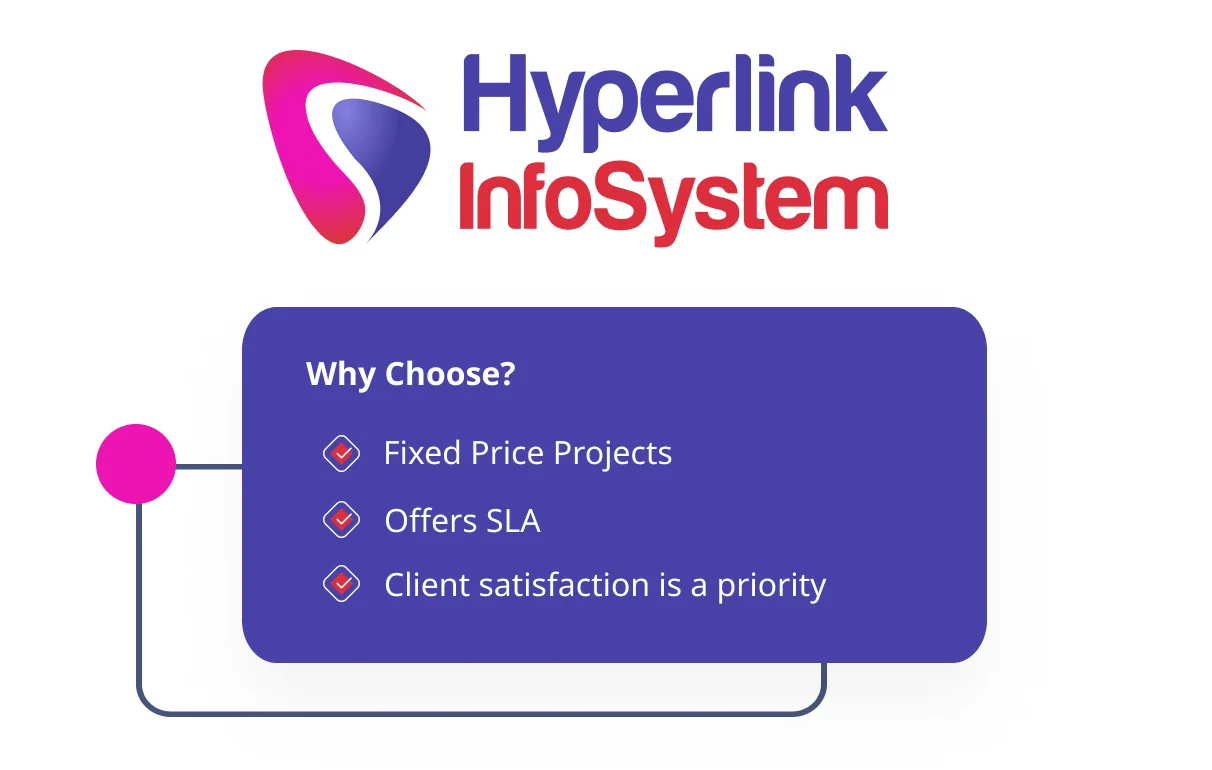 Hyperlink
InfoSystem
Why Choose?
Fixed Price Projects
Offers SLA
Client satisfaction is a priority